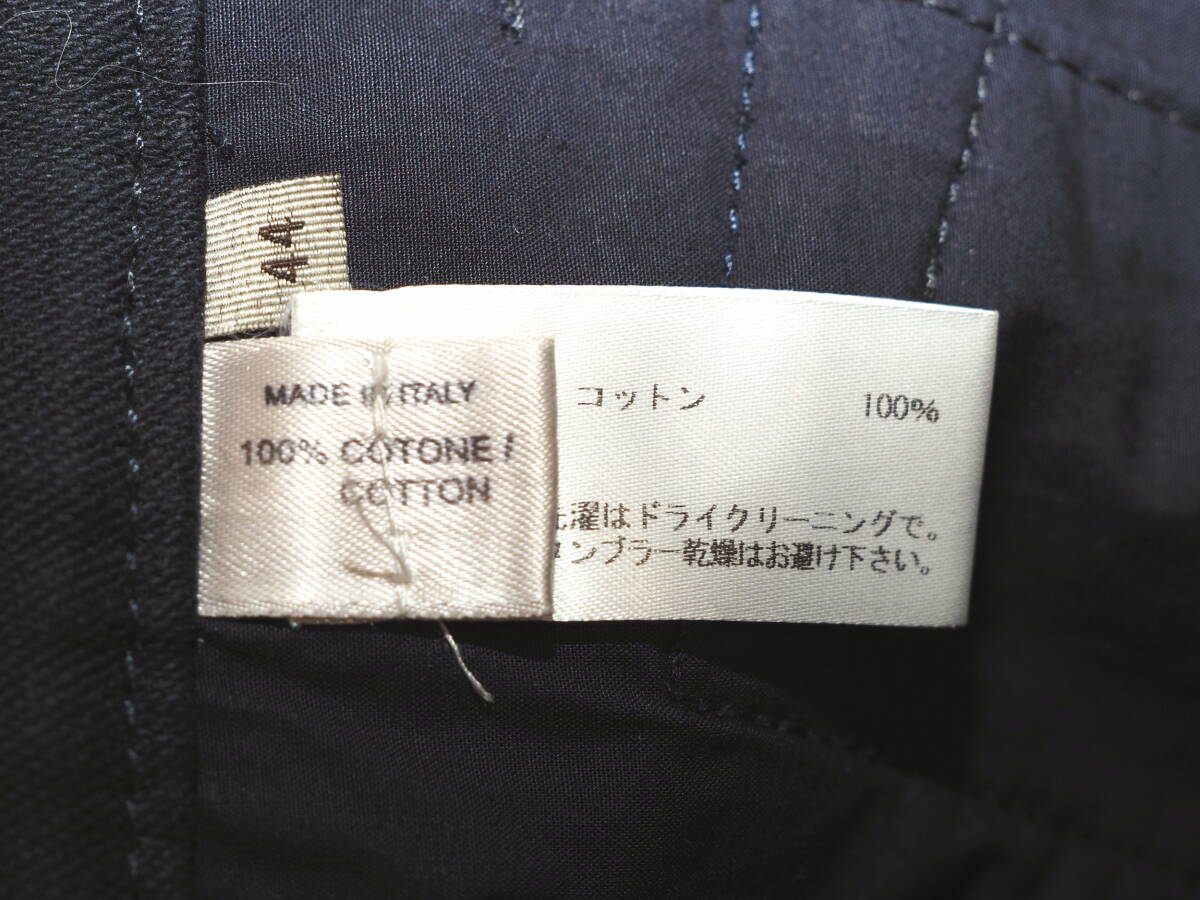 44
MADE IN ITALY
100% COTONE /
COTTON
コットン 100%
洗濯はドライクリーニングで。
タンブラー乾燥はお避け下さい。